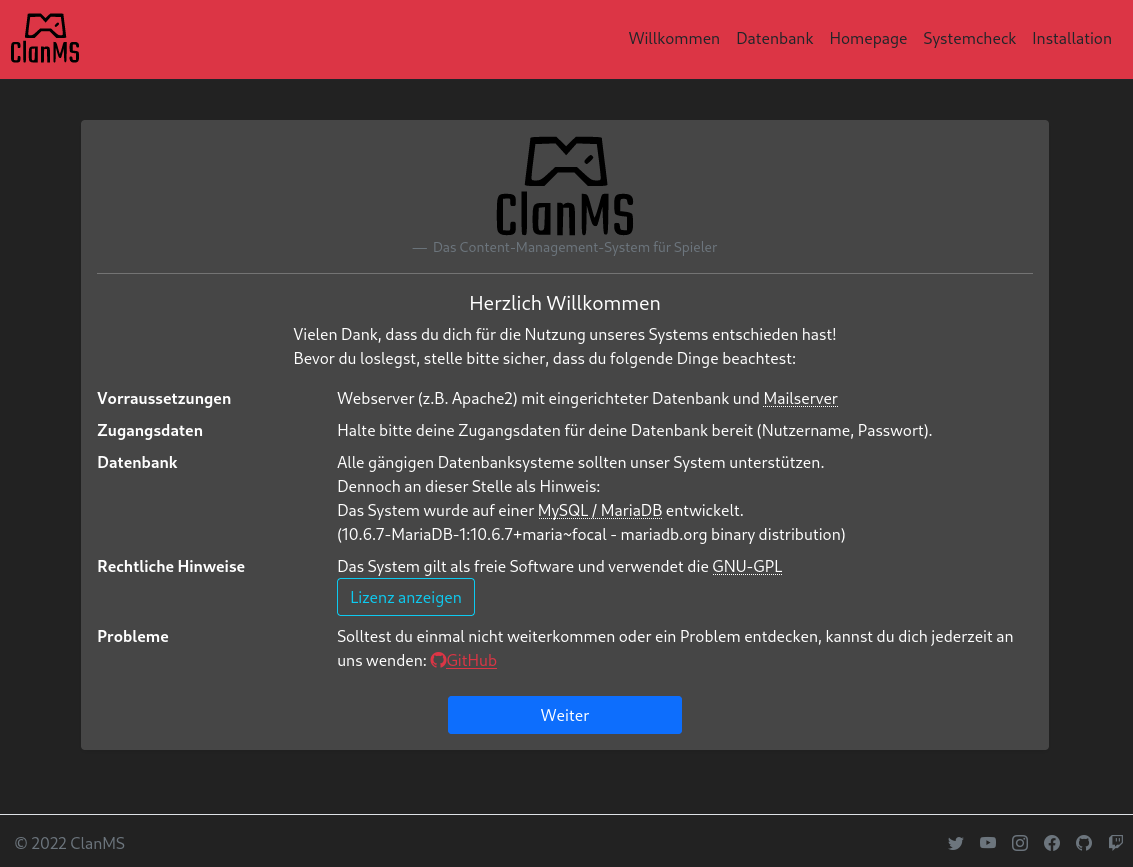 ClanMS
Willkommen Datenbank Homepage Systemcheck Installation
ClanMS
— Das Content-Management-System für Spieler
Herzlich Willkommen
Vielen Dank, dass du dich für die Nutzung unseres Systems entschieden hast!
Bevor du loslegst, stelle bitte sicher, dass du folgende Dinge beachtest:
Vorraussetzungen Webserver (z.B. Apache2) mit eingerichteter Datenbank und Mailserver
Zugangsdaten Halte bitte deine Zugangsdaten für deine Datenbank bereit (Nutzername, Passwort).
Datenbank Alle gängigen Datenbanksysteme sollten unser System unterstützen.
Dennoch an dieser Stelle als Hinweis:
Das System wurde auf einer MySQL / MariaDB entwickelt.
(10.6.7-MariaDB-1:10.6.7+maria~focal - mariadb.org binary distribution)
Rechtliche Hinweise Das System gilt als freie Software und verwendet die GNU-GPL
Lizenz anzeigen
Probleme Solltest du einmal nicht weiterkommen oder ein Problem entdecken, kannst du dich jederzeit an
uns wenden: GitHub
Weiter
© 2022 ClanMS